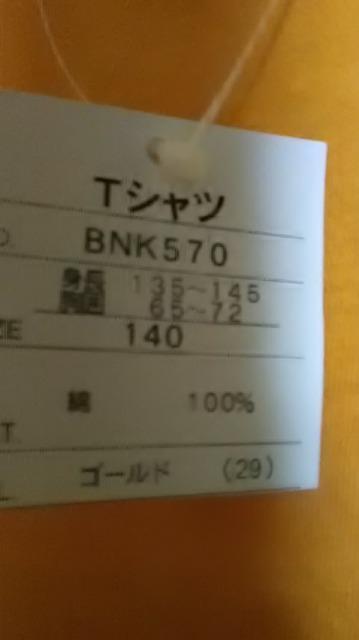 Tシャツ
BNK570
身長 135～145
胸囲 65～72
ZE 140
綿 100%
T.
ゴールド (29)
L.